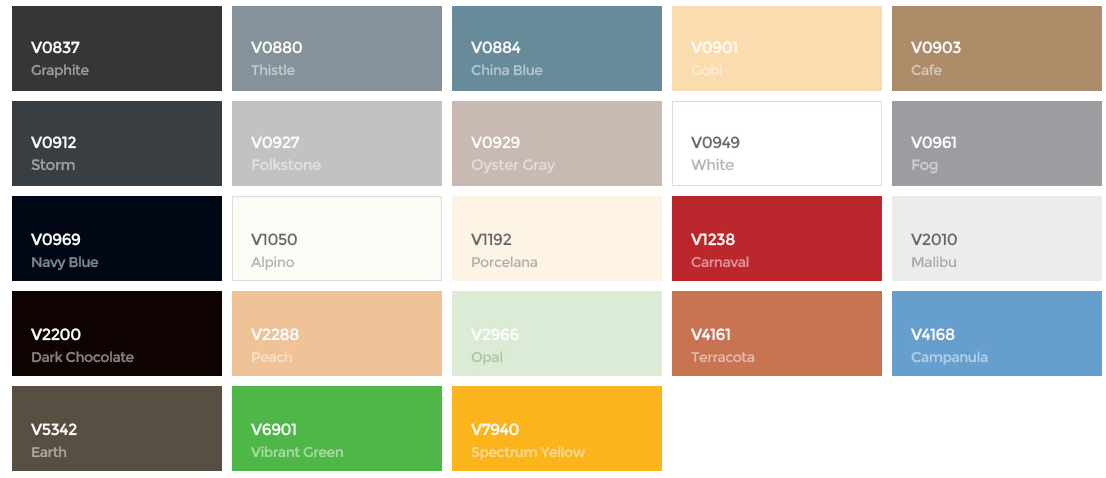 V0837
Graphite
V0880
Thistle
V0884
China Blue
V0901
Gobi
V0903
Cafe
V0912
Storm
V0927
Folkstone
V0929
Oyster Gray
V0949
White
V0961
Fog
V0969
Navy Blue
V1050
Alpino
V1192
Porcelana
V1238
Carnaval
V2010
Malibu
V2200
Dark Chocolate
V2288
Peach
V2966
Opal
V4161
Terracota
V4168
Campanula
V5342
Earth
V6901
Vibrant Green
V7940
Spectrum Yellow